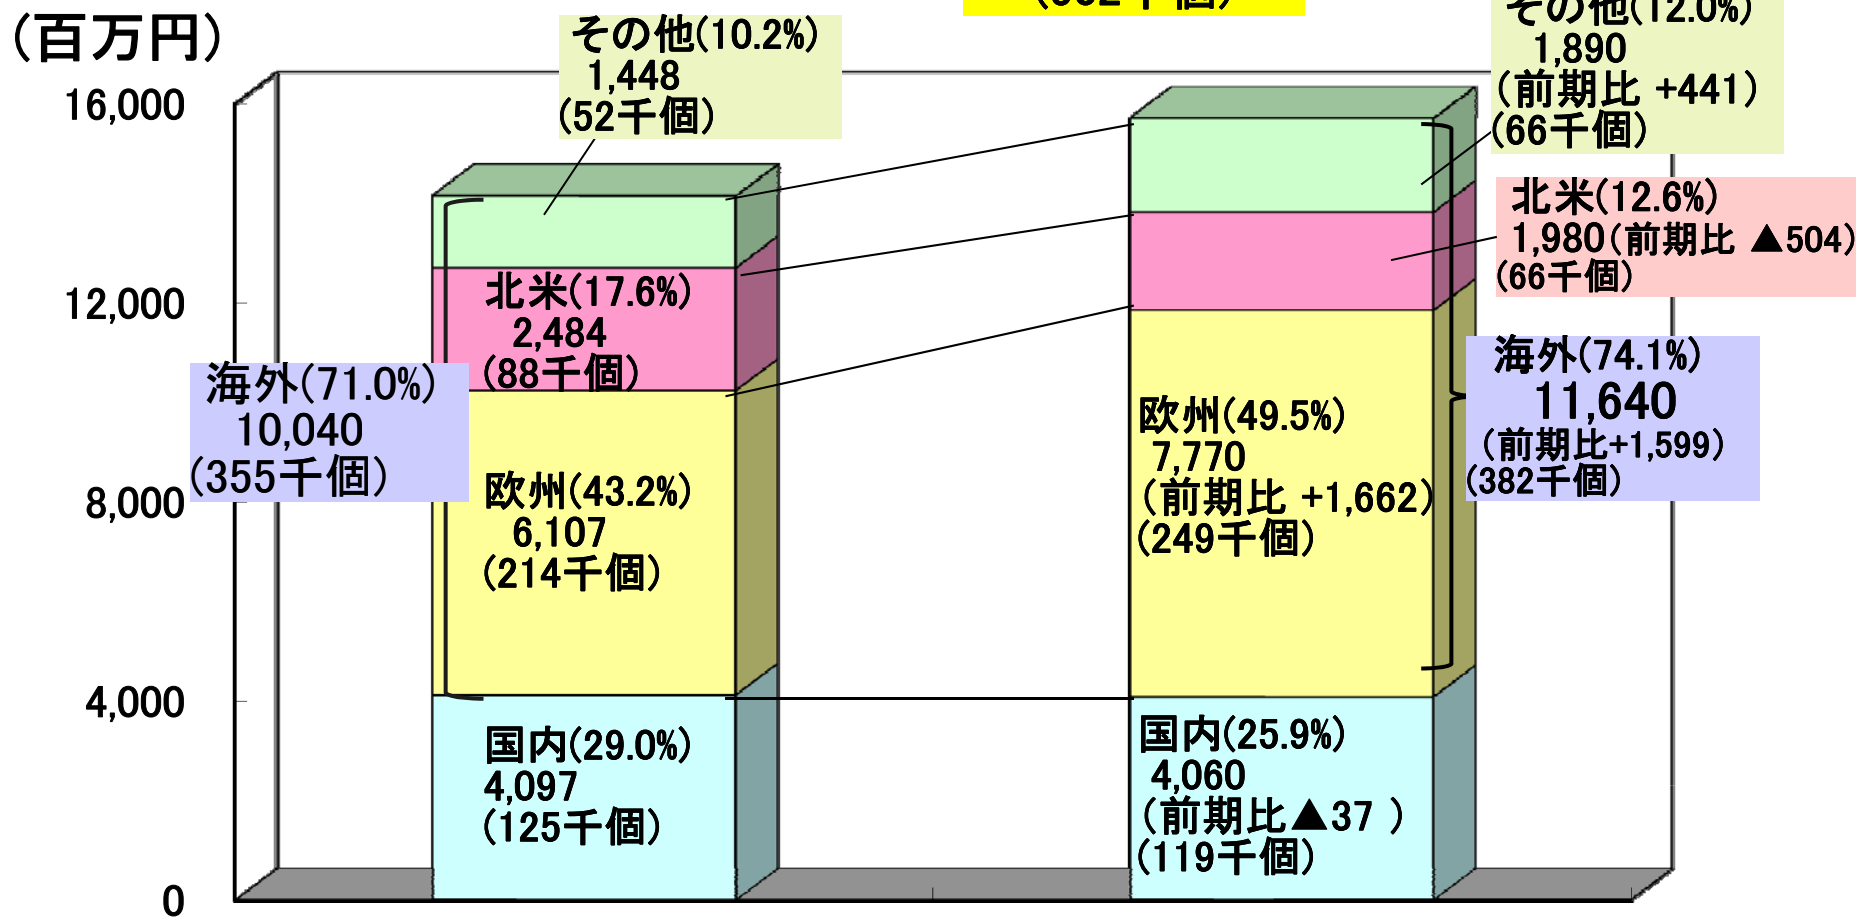 (百万円)
16,000
12,000
8,000
4,000
0
その他(10.2%)
1,448
(52千個)
北米(17.6%)
2,484
(88千個)
海外(71.0%)
10,040
(355千個)
欧州(43.2%)
6,107
(214千個)
国内(29.0%)
4,097
(125千個)
その他(12.0%)
1,890
(前期比 +441)
(66千個)
北米(12.6%)
1,980(前期比 ▲504)
(66千個)
海外(74.1%)
11,640
(前期比+1,599)
(382千個)
欧州(49.5%)
7,770
(前期比 +1,662)
(249千個)
国内(25.9%)
4,060
(前期比▲37 )
(119千個)